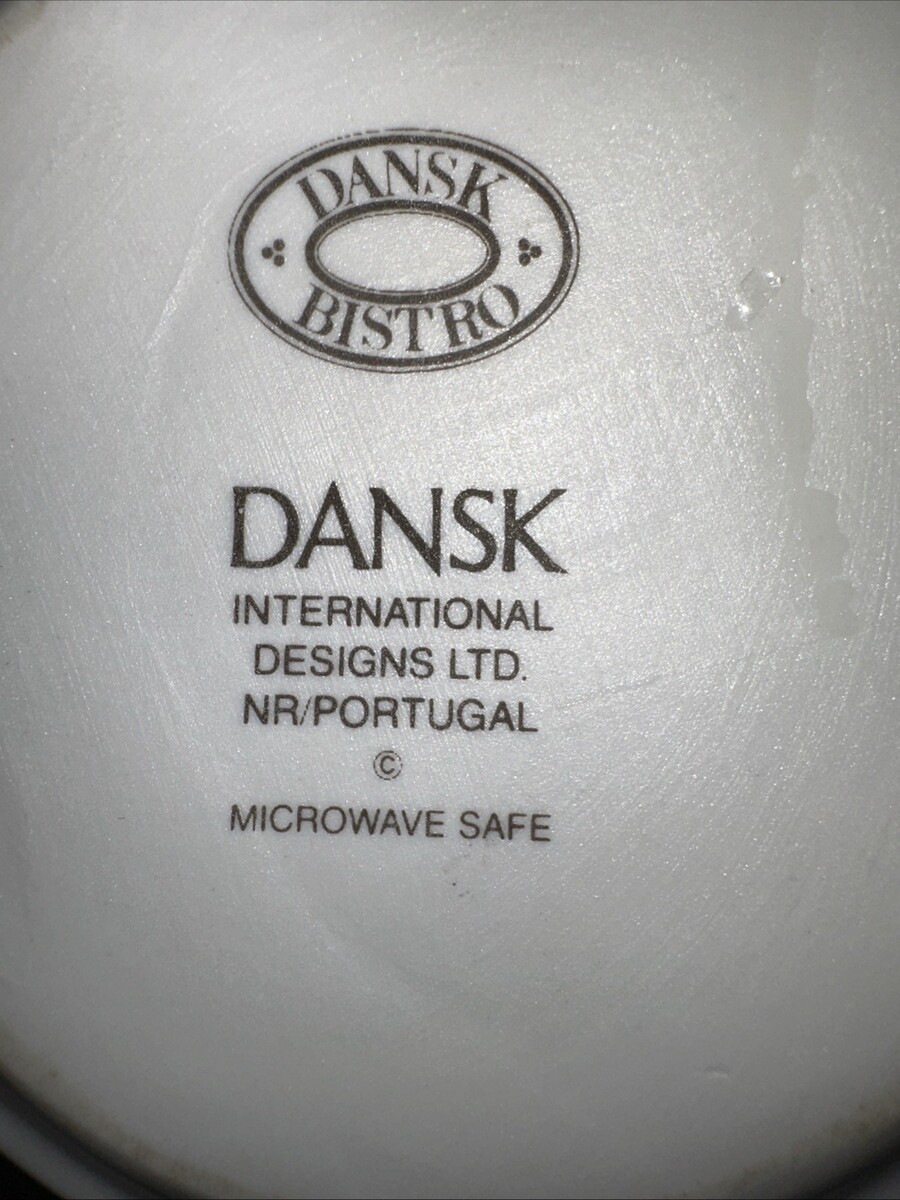 DANSK
BISTRO
DANSK
INTERNATIONAL
DESIGNS LTD.
NR/PORTUGAL
©
MICROWAVE SAFE